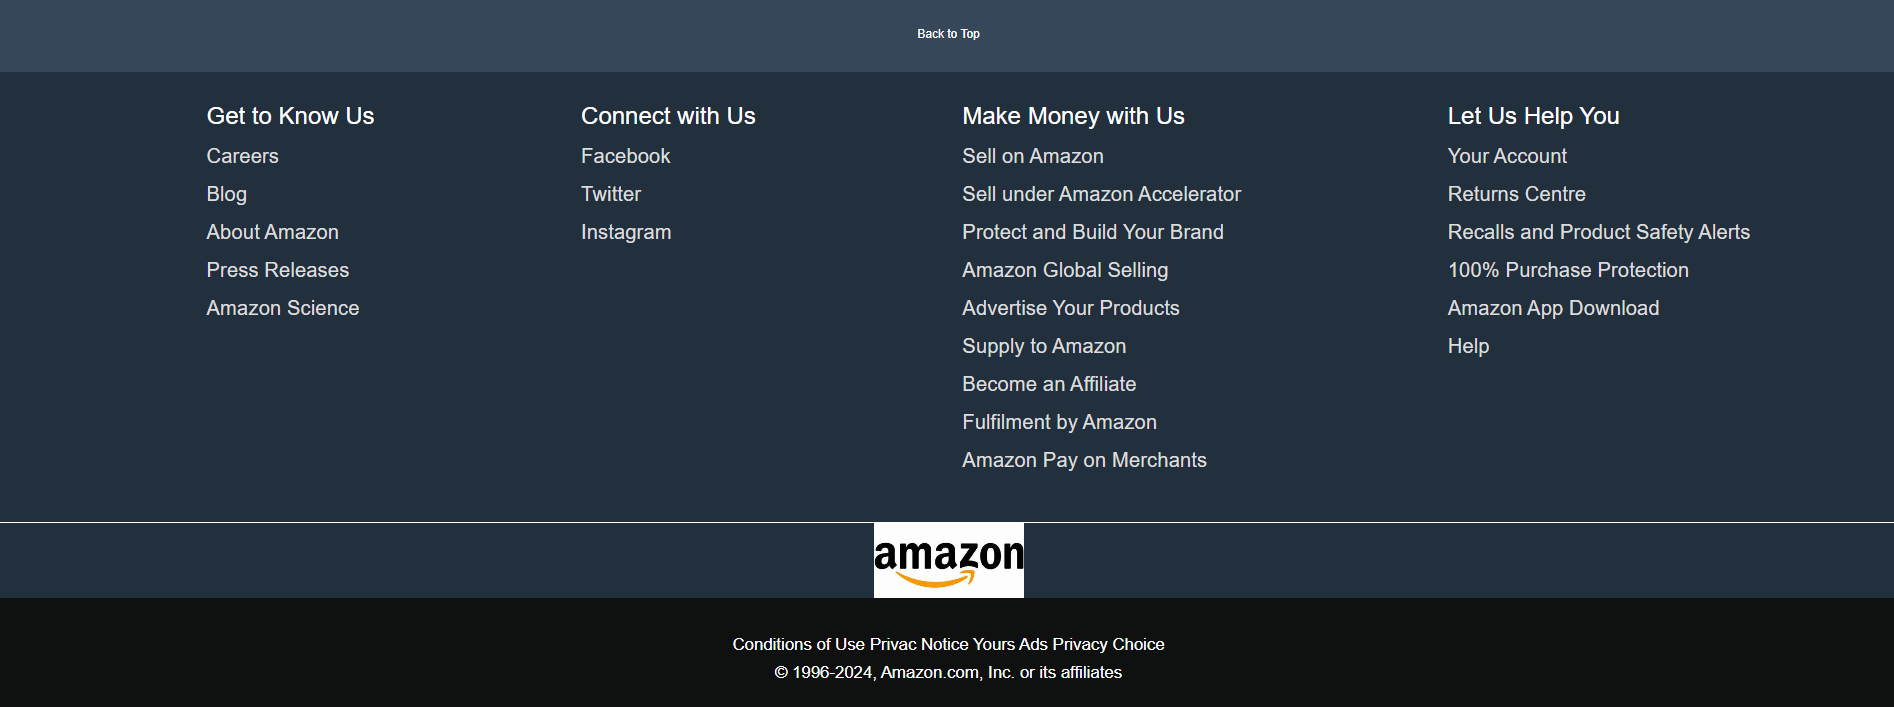 Back to Top
Get to Know Us
Careers
Blog
About Amazon
Press Releases
Amazon Science
Connect with Us
Facebook
Twitter
Instagram
Make Money with Us
Sell on Amazon
Sell under Amazon Accelerator
Protect and Build Your Brand
Amazon Global Selling
Advertise Your Products
Supply to Amazon
Become an Affiliate
Fulfilment by Amazon
Amazon Pay on Merchants
Let Us Help You
Your Account
Returns Centre
Recalls and Product Safety Alerts
100% Purchase Protection
Amazon App Download
Help
amazon
Conditions of Use Privac Notice Yours Ads Privacy Choice
© 1996-2024, Amazon.com, Inc. or its affiliates